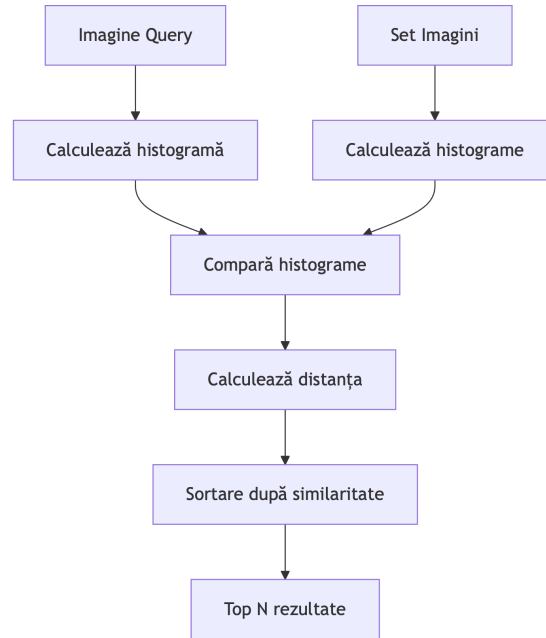 Imagine Query
Set Imagini
Calculează histogramă
Calculează histograme
Compară histograme
Calculează distanța
Sortare după similaritate
Top N rezultate